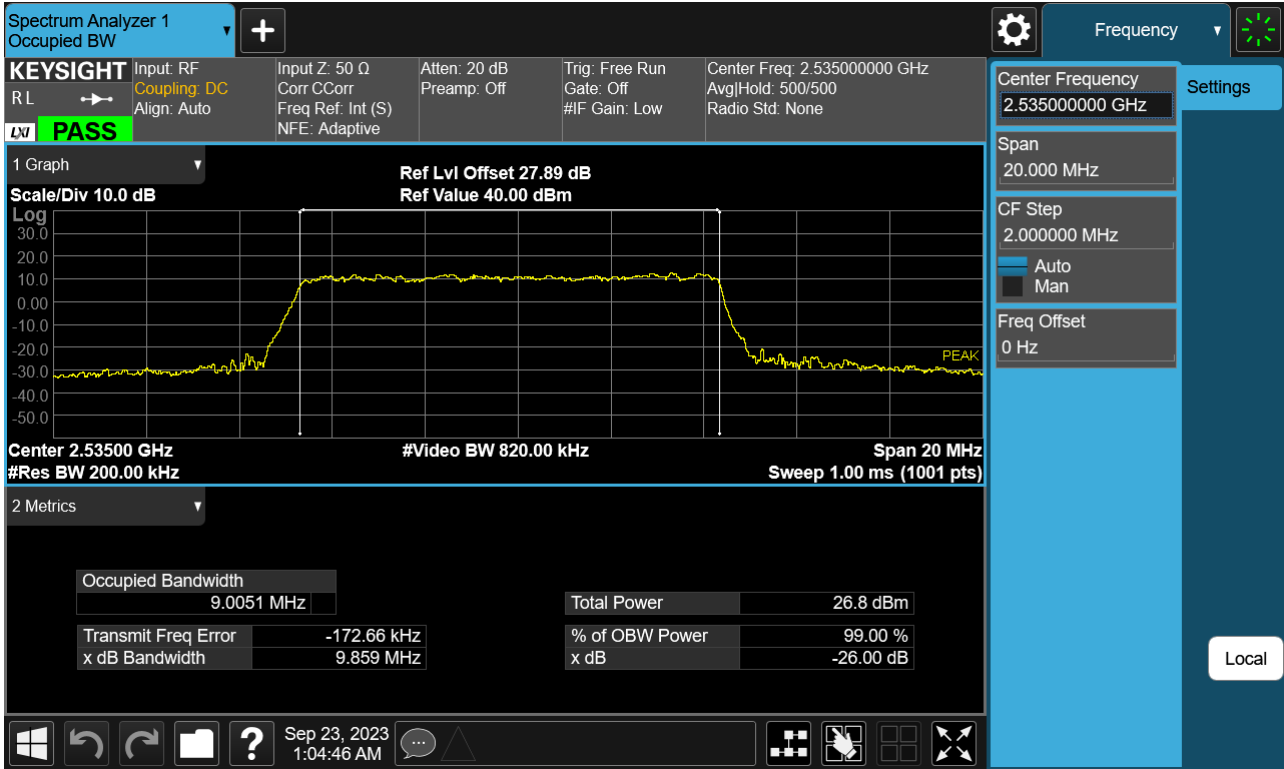 Spectrum Analyzer 1
Occupied BW
Frequency
KEYSIGHT
R L
LXI
PASS
Input: RF
Coupling: DC
Align: Auto
Input Z: 50 Ω
Corr CCorr
Freq Ref: Int (S)
NFE: Adaptive
Atten: 20 dB
Preamp: Off
Trig: Free Run
Gate: Off
#IF Gain: Low
Center Freq: 2.535000000 GHz
Avg|Hold: 500/500
Radio Std: None
Center Frequency
2.535000000 GHz
Settings
Span
20.000 MHz
CF Step
2.000000 MHz
Auto
Man
Freq Offset
0 Hz
Local
1 Graph
Scale/Div 10.0 dB
Ref Lvl Offset 27.89 dB
Ref Value 40.00 dBm
Log
30.0
20.0
10.0
0.00
-10.0
-20.0
-30.0
-40.0
-50.0
PEAK
Center 2.53500 GHz
#Video BW 820.00 kHz
Span 20 MHz
#Res BW 200.00 kHz
Sweep 1.00 ms (1001 pts)
2 Metrics
Occupied Bandwidth
9.0051 MHz
Transmit Freq Error -172.66 kHz
x dB Bandwidth 9.859 MHz
Total Power 26.8 dBm
% of OBW Power 99.00 %
x dB -26.00 dB
?
Sep 23, 2023
1:04:46 AM